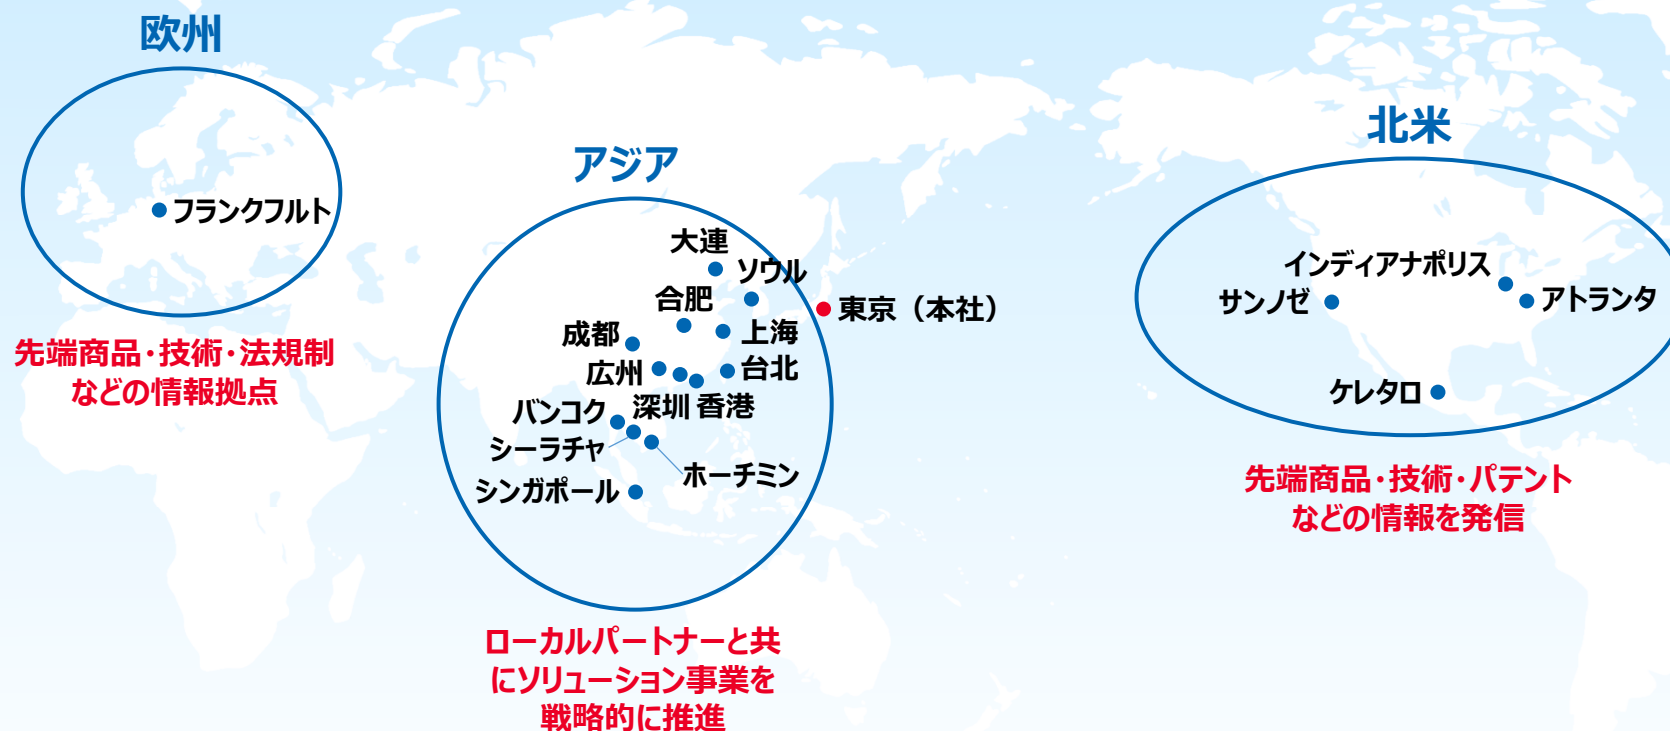 欧州
フランクフルト
先端商品・技術・法規制
などの情報拠点
アジア
大連
ソウル
合肥
東京（本社）
成都
上海
広州
台北
深圳 香港
バンコク
シーラチャ
ホーチミン
シンガポール
ローカルパートナーと共
にソリューション事業を
戦略的に推進
北米
インディアナポリス
サンノゼ
アトランタ
ケレタロ
先端商品・技術・パテント
などの情報を発信